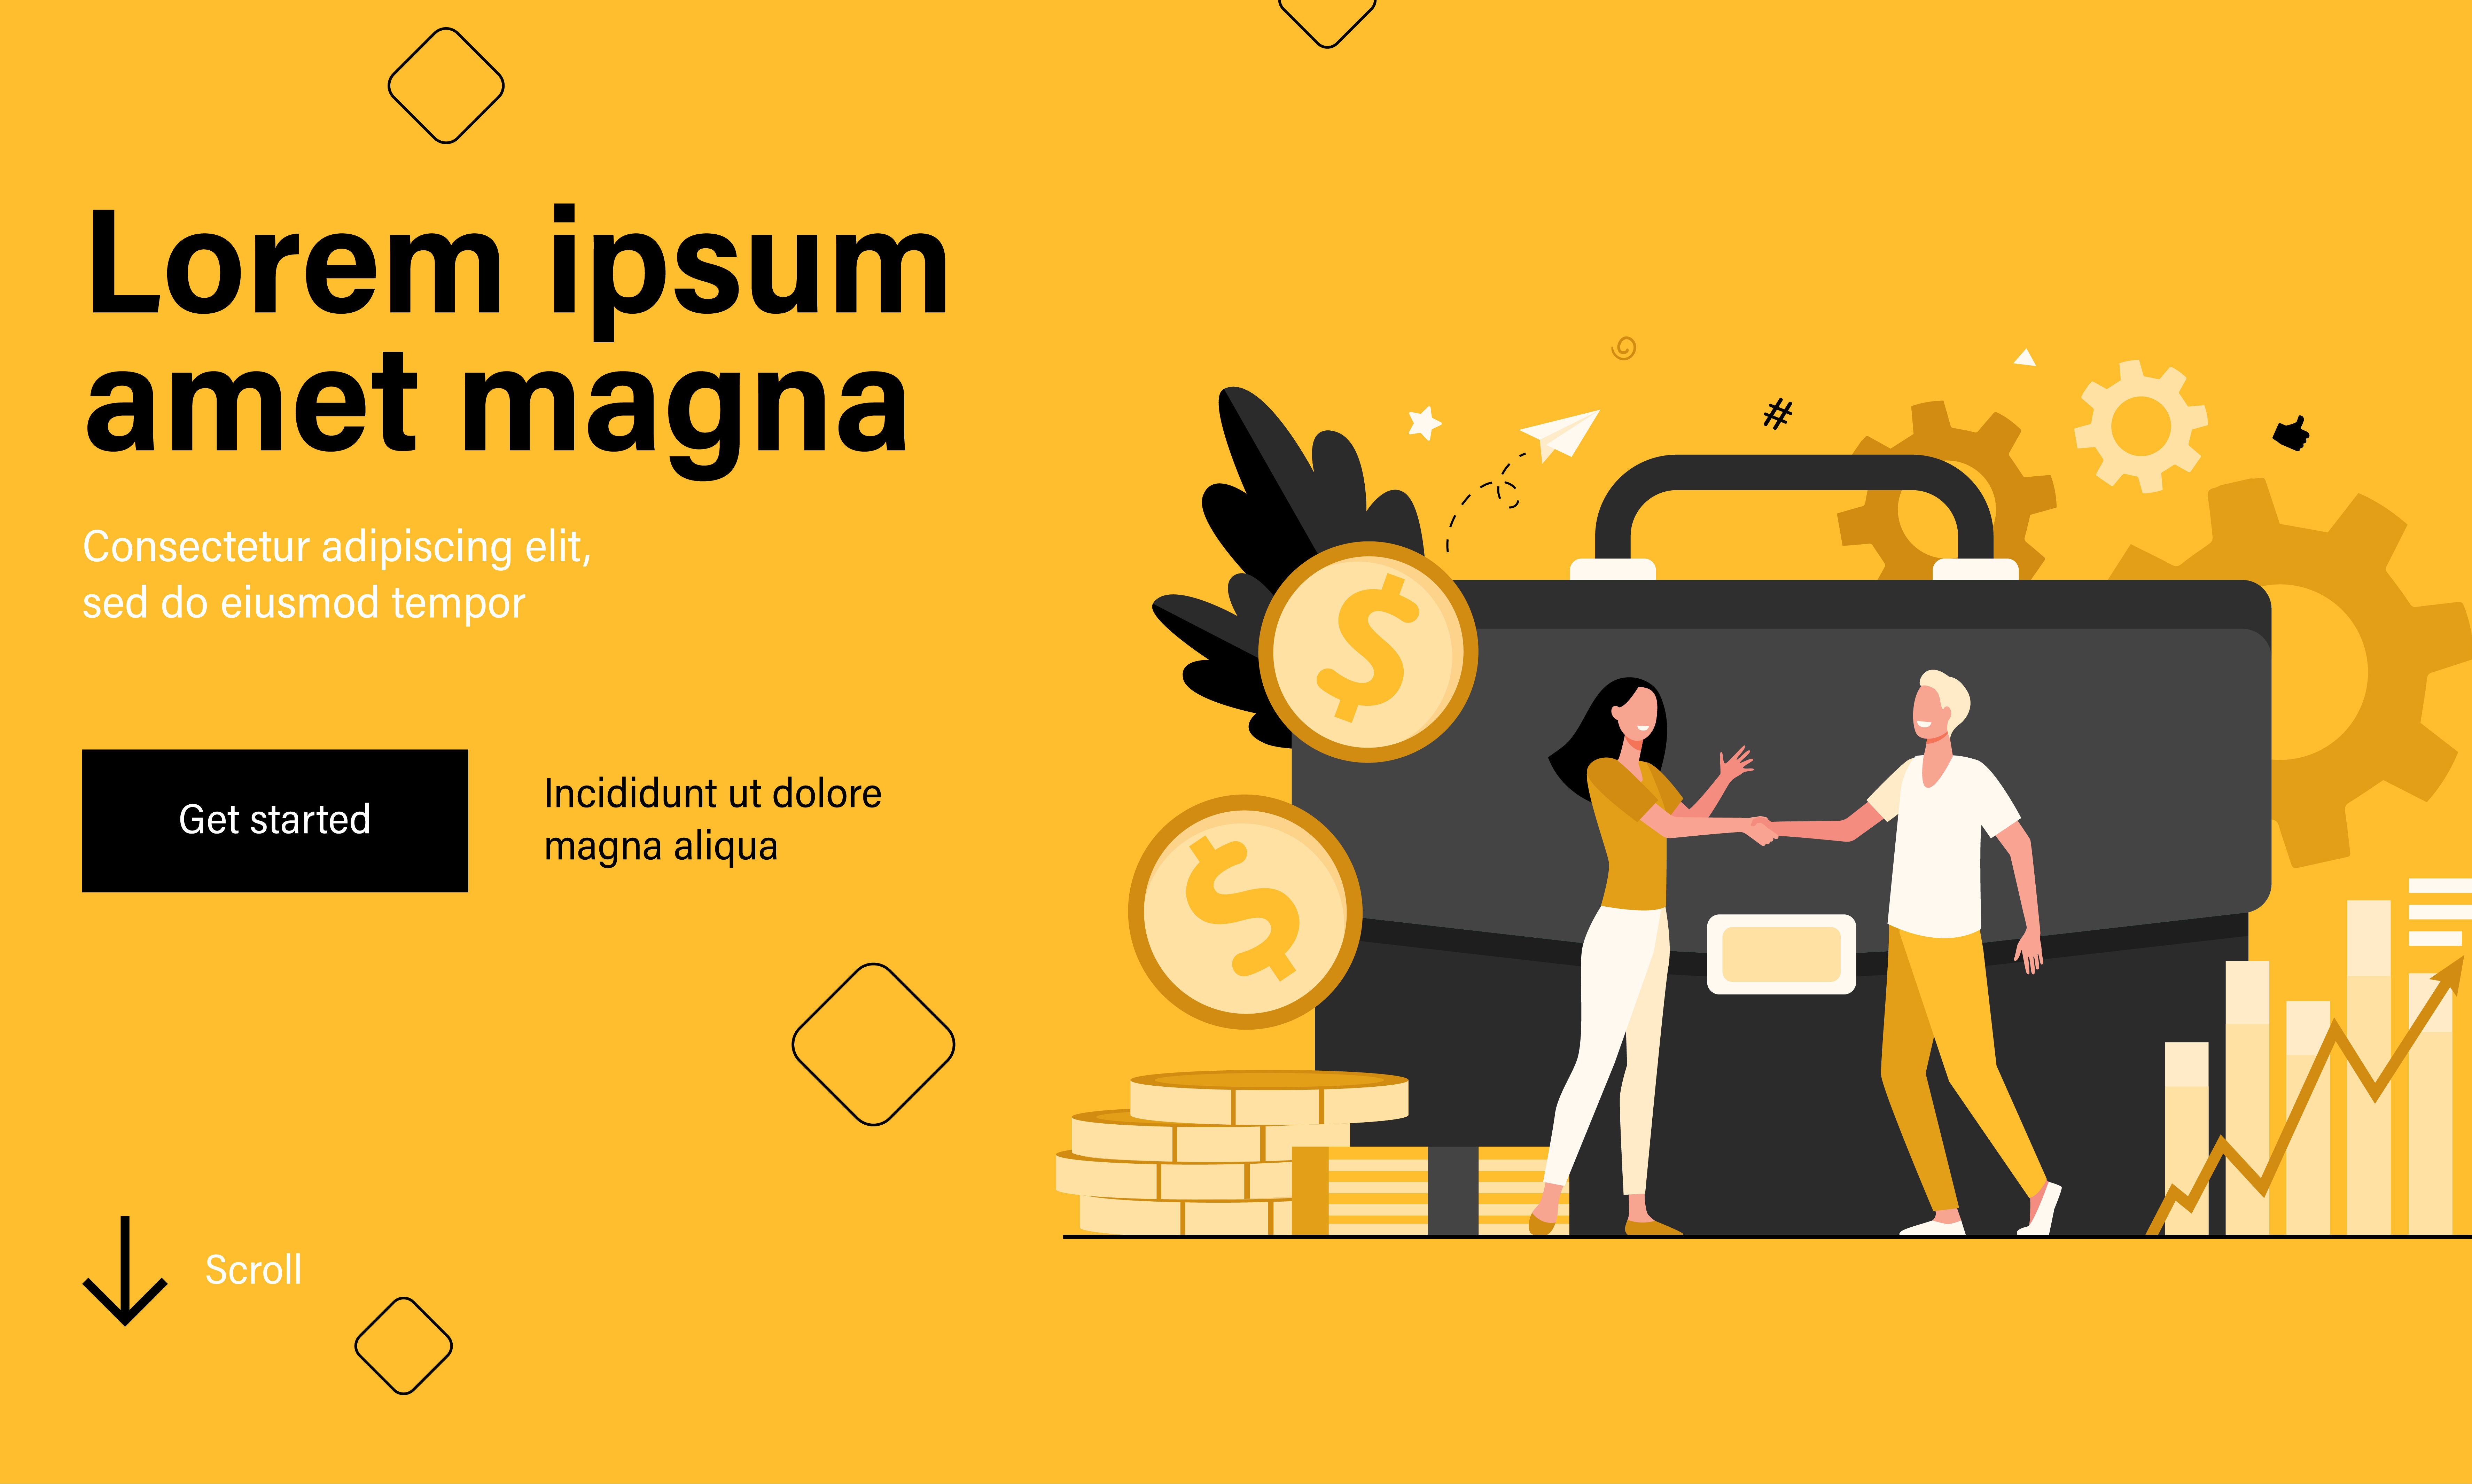 Lorem ipsum
amet magna
Consectetur adipiscing elit,
sed do eiusmod tempor
Get started
Incididunt ut dolore
magna aliqua
Scroll
#
$
$